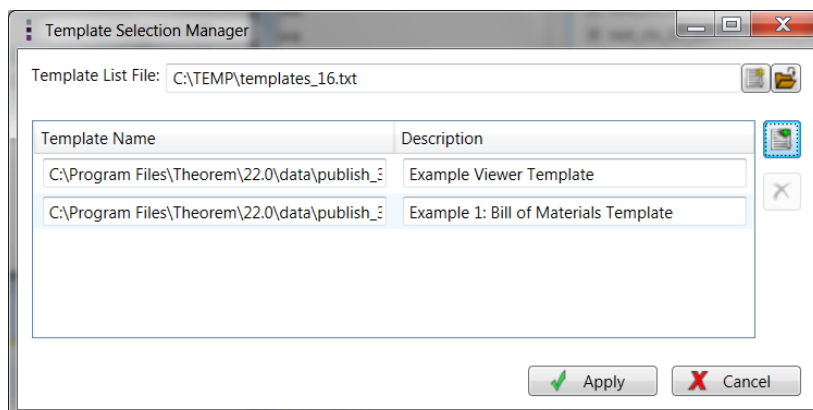 Template Selection Manager
Template List File: C:\TEMP\templates_16.txt
Template Name Description
C:\Program Files\Theorem\22.0\data\publish_3 Example Viewer Template
C:\Program Files\Theorem\22.0\data\publish_3 Example 1: Bill of Materials Template
Apply Cancel